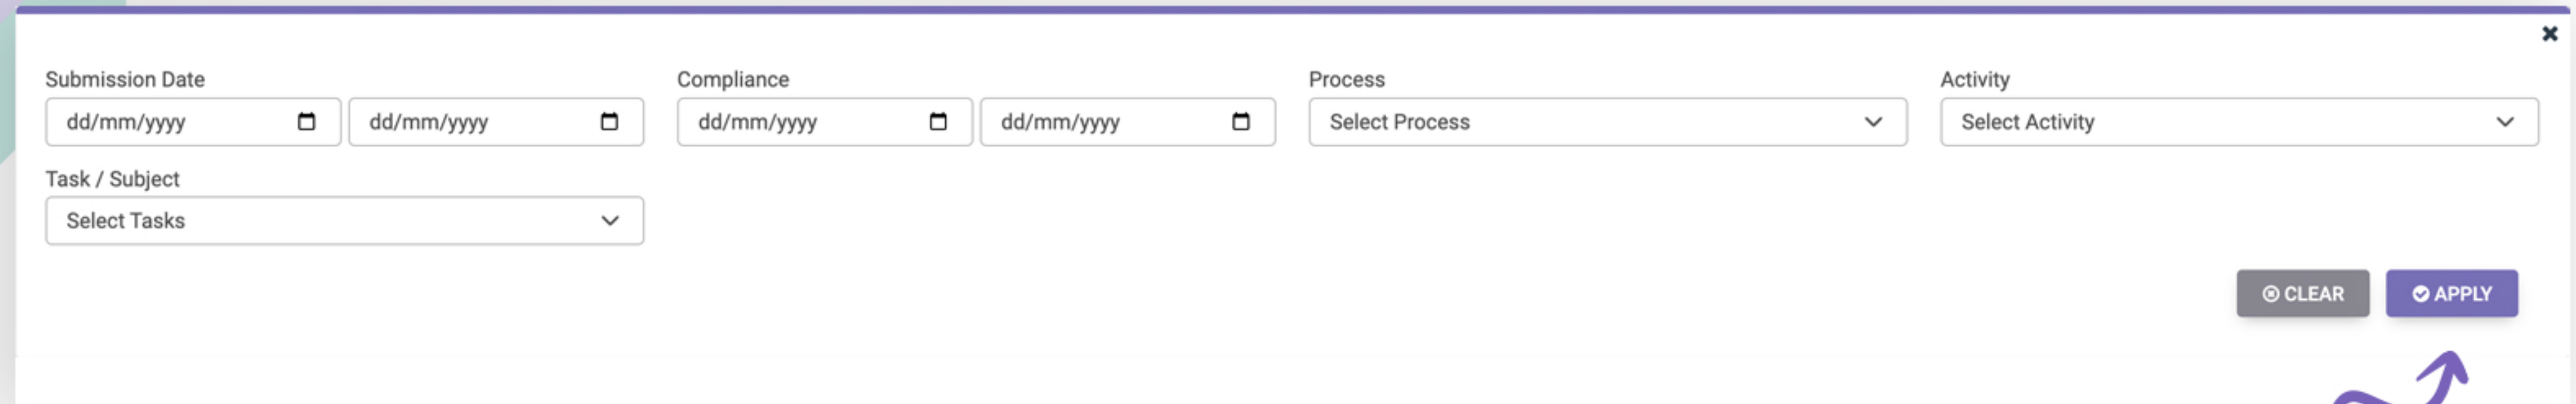 Submission Date
Compliance
Process
Activity
dd/mm/yyyy
dd/mm/yyyy
dd/mm/yyyy
dd/mm/yyyy
Select Process
Select Activity
Task / Subject
Select Tasks
CLEAR
APPLY